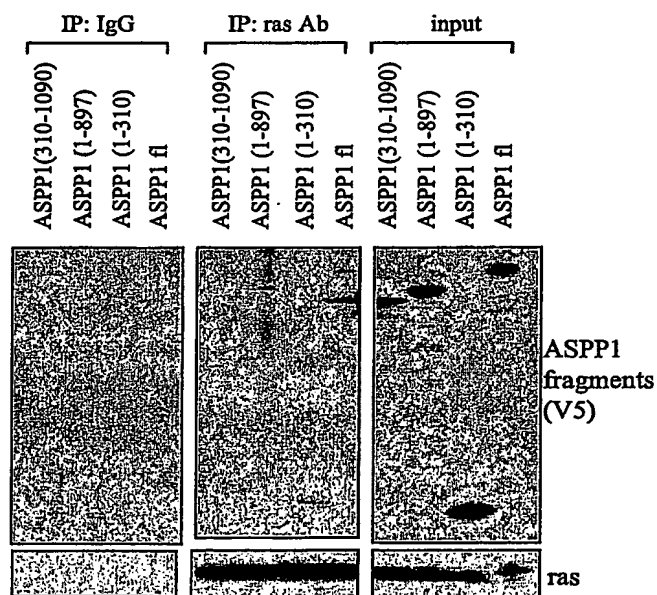 IP: IgG
IP: ras Ab
input
ASPP1(310-1090)
ASPP1 (1-897)
ASPP1 (1-310)
ASPP1 fl
ASPP1(310-1090)
ASPP1 (1-897)
ASPP1 (1-310)
ASPP1 fl
ASPP1(310-1090)
ASPP1 (1-897)
ASPP1 (1-310)
ASPP1 fl
ASPP1
fragments
(V5)
ras